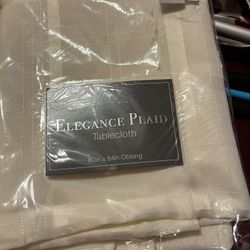 ELEGANCE PLAID
Tablecloth
60in x 84in Oblong